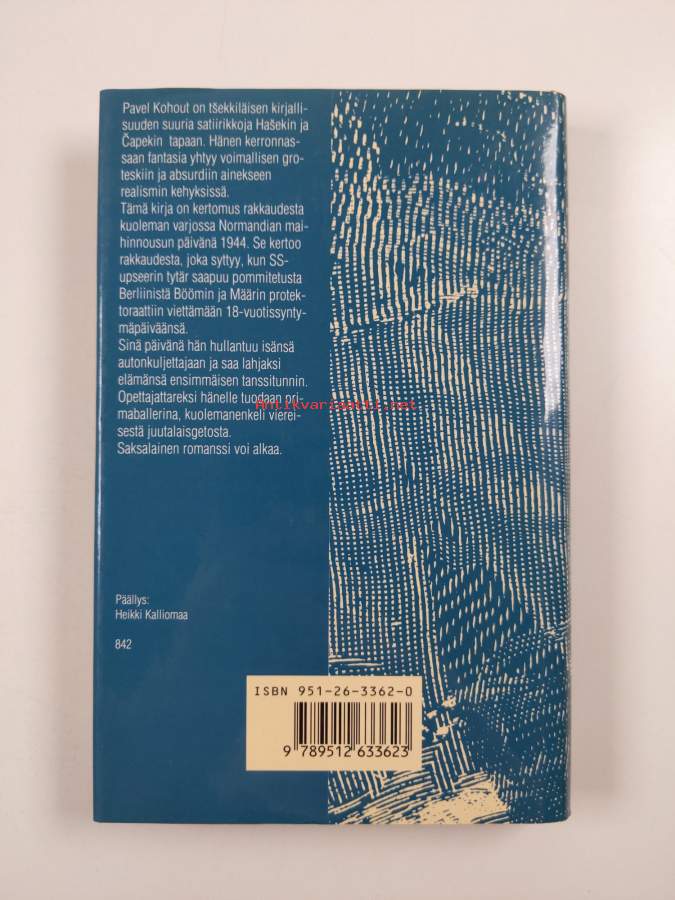 Pavel Kohout on tšekkiläisen kirjalli-
suuden suuria satiirikkoja Hašekin ja
Čapekin tapaan. Hänen kerronnas-
saan fantasia yhtyy voimallisen gro-
teskiin ja absurdiin ainekseen
realismin kehyksissä.
Tämä kirja on kertomus rakkaudesta
kuoleman varjossa Normandian mai-
hinnousun päivänä 1944. Se kertoo
rakkaudesta, joka syttyy, kun SS-
upseerin tytär saapuu pommitetusta
Berliinistä Böömin ja Määrin protek-
toraattiin viettämään 18-vuotissynty-
mäpäiväänsä.
Sinä päivänä hän hullantuu isänsä
autonkuljettajaan ja saa lahjaksi
elämänsä ensimmäisen tanssitunnin.
Opettajattareksi hänelle tuodaan pri-
maballerina, kuolemanenkeli vierei-
sestä juutalaisgetosta.
Saksalainen romanssi voi alkaa.
Antikvariaatti.net
Päällys:
Heikki Kalliomaa
842
ISBN 951-26-3362-0
9 789512 633623